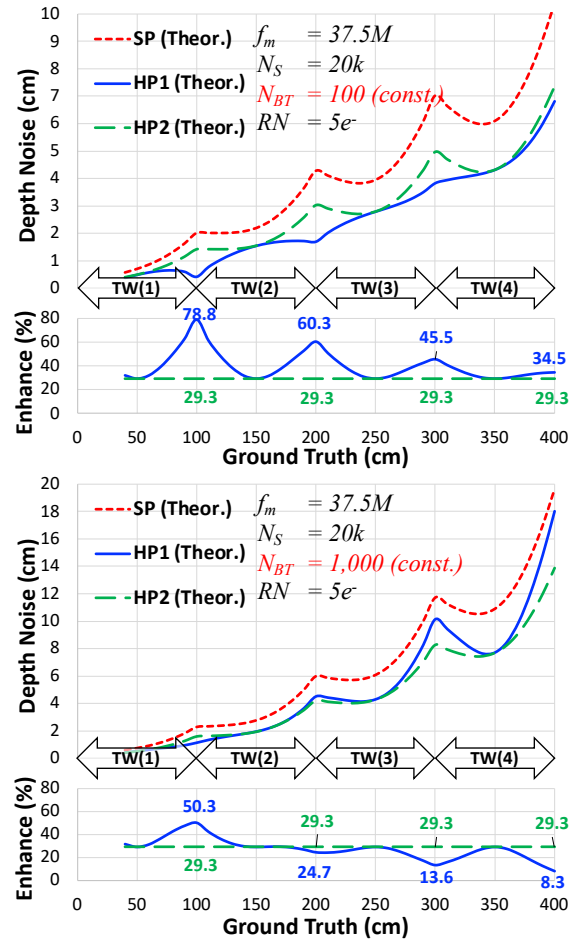 SP (Theor.)
HP1 (Theor.)
HP2 (Theor.)
f_m = 37.5M
N_S = 20k
N_BT = 100 (const.)
RN = 5e-
Depth Noise (cm)
10
9
8
7
6
5
4
3
2
1
0
TW(1)
TW(2)
TW(3)
TW(4)
Enhance (%)
80
60
40
20
0
78.8
60.3
45.5
34.5
29.3
29.3
29.3
29.3
0
50
100
150
200
250
300
350
400
Ground Truth (cm)
SP (Theor.)
HP1 (Theor.)
HP2 (Theor.)
f_m = 37.5M
N_S = 20k
N_BT = 1,000 (const.)
RN = 5e-
Depth Noise (cm)
20
18
16
14
12
10
8
6
4
2
0
TW(1)
TW(2)
TW(3)
TW(4)
Enhance (%)
80
60
40
20
0
50.3
29.3
29.3
29.3
29.3
24.7
13.6
8.3
0
50
100
150
200
250
300
350
400
Ground Truth (cm)